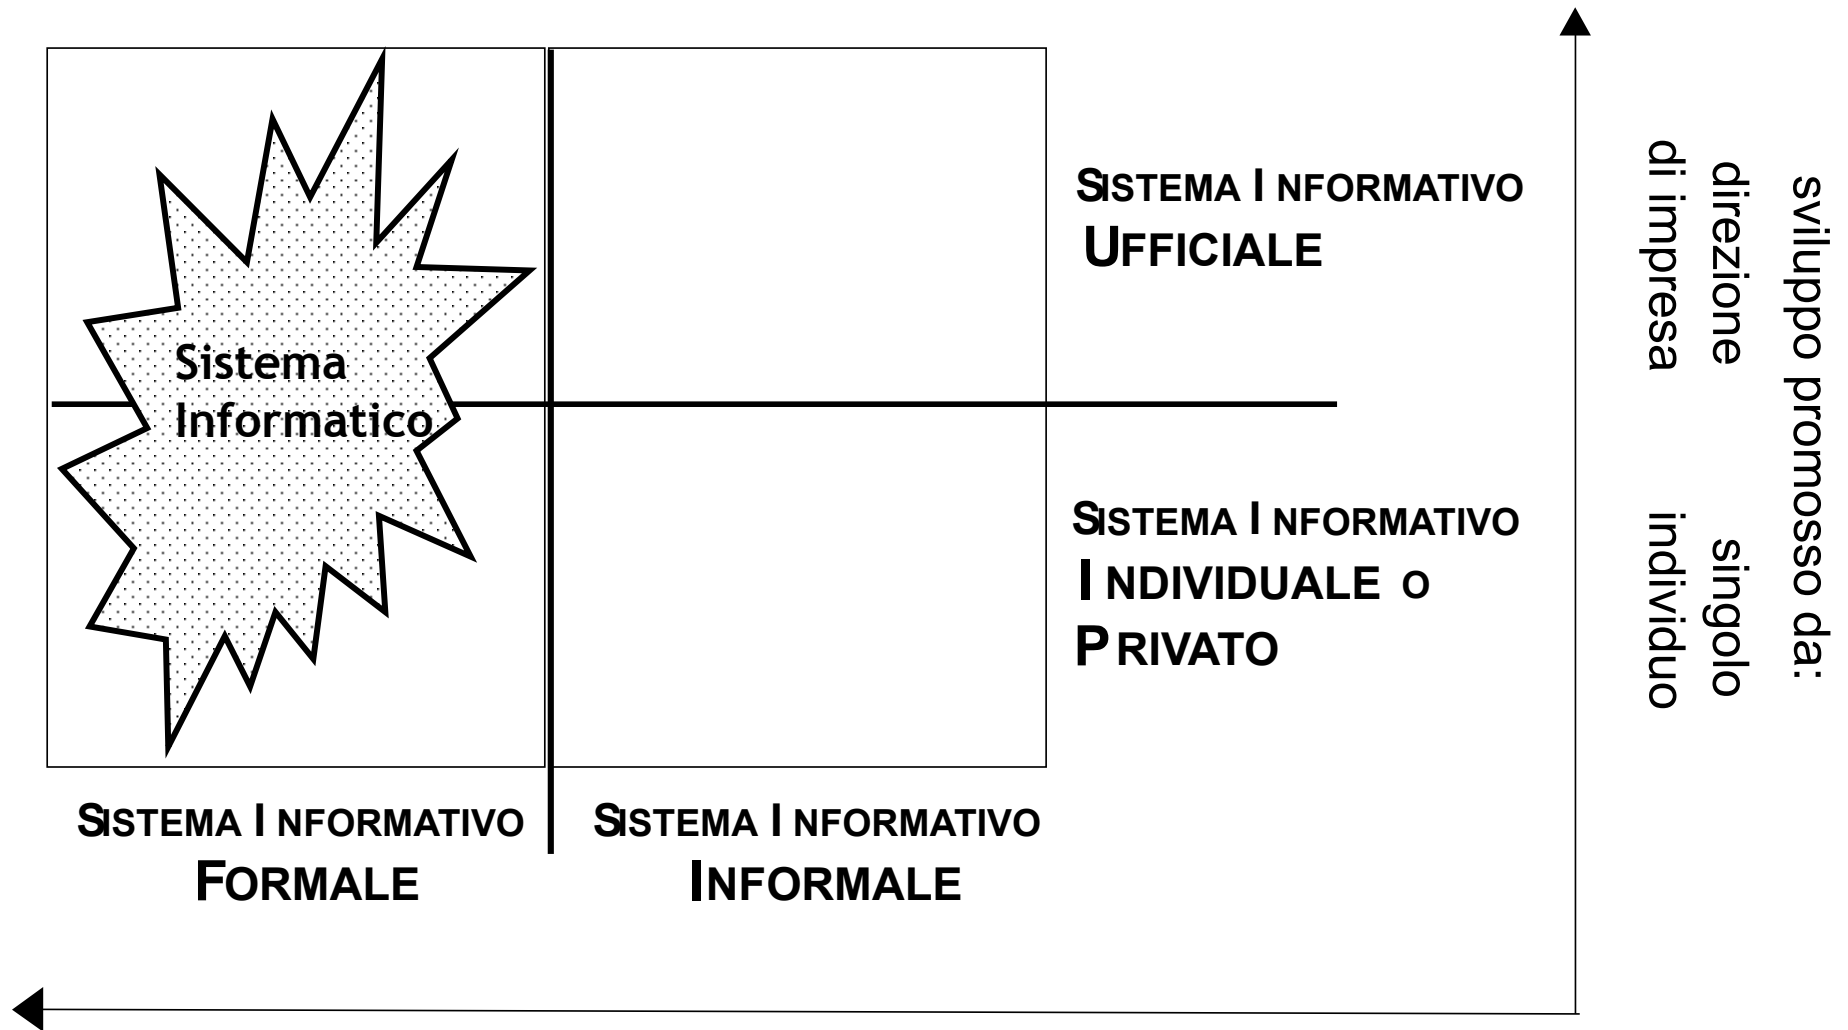 Sistema
Informatico
SISTEMA INFORMATIVO
UFFICIALE
SISTEMA INFORMATIVO
INDIVIDUALE O
PRIVATO
SISTEMA INFORMATIVO
FORMALE
SISTEMA INFORMATIVO
INFORMALE
sviluppo promosso da:
direzione
di impresa
singolo
individuo